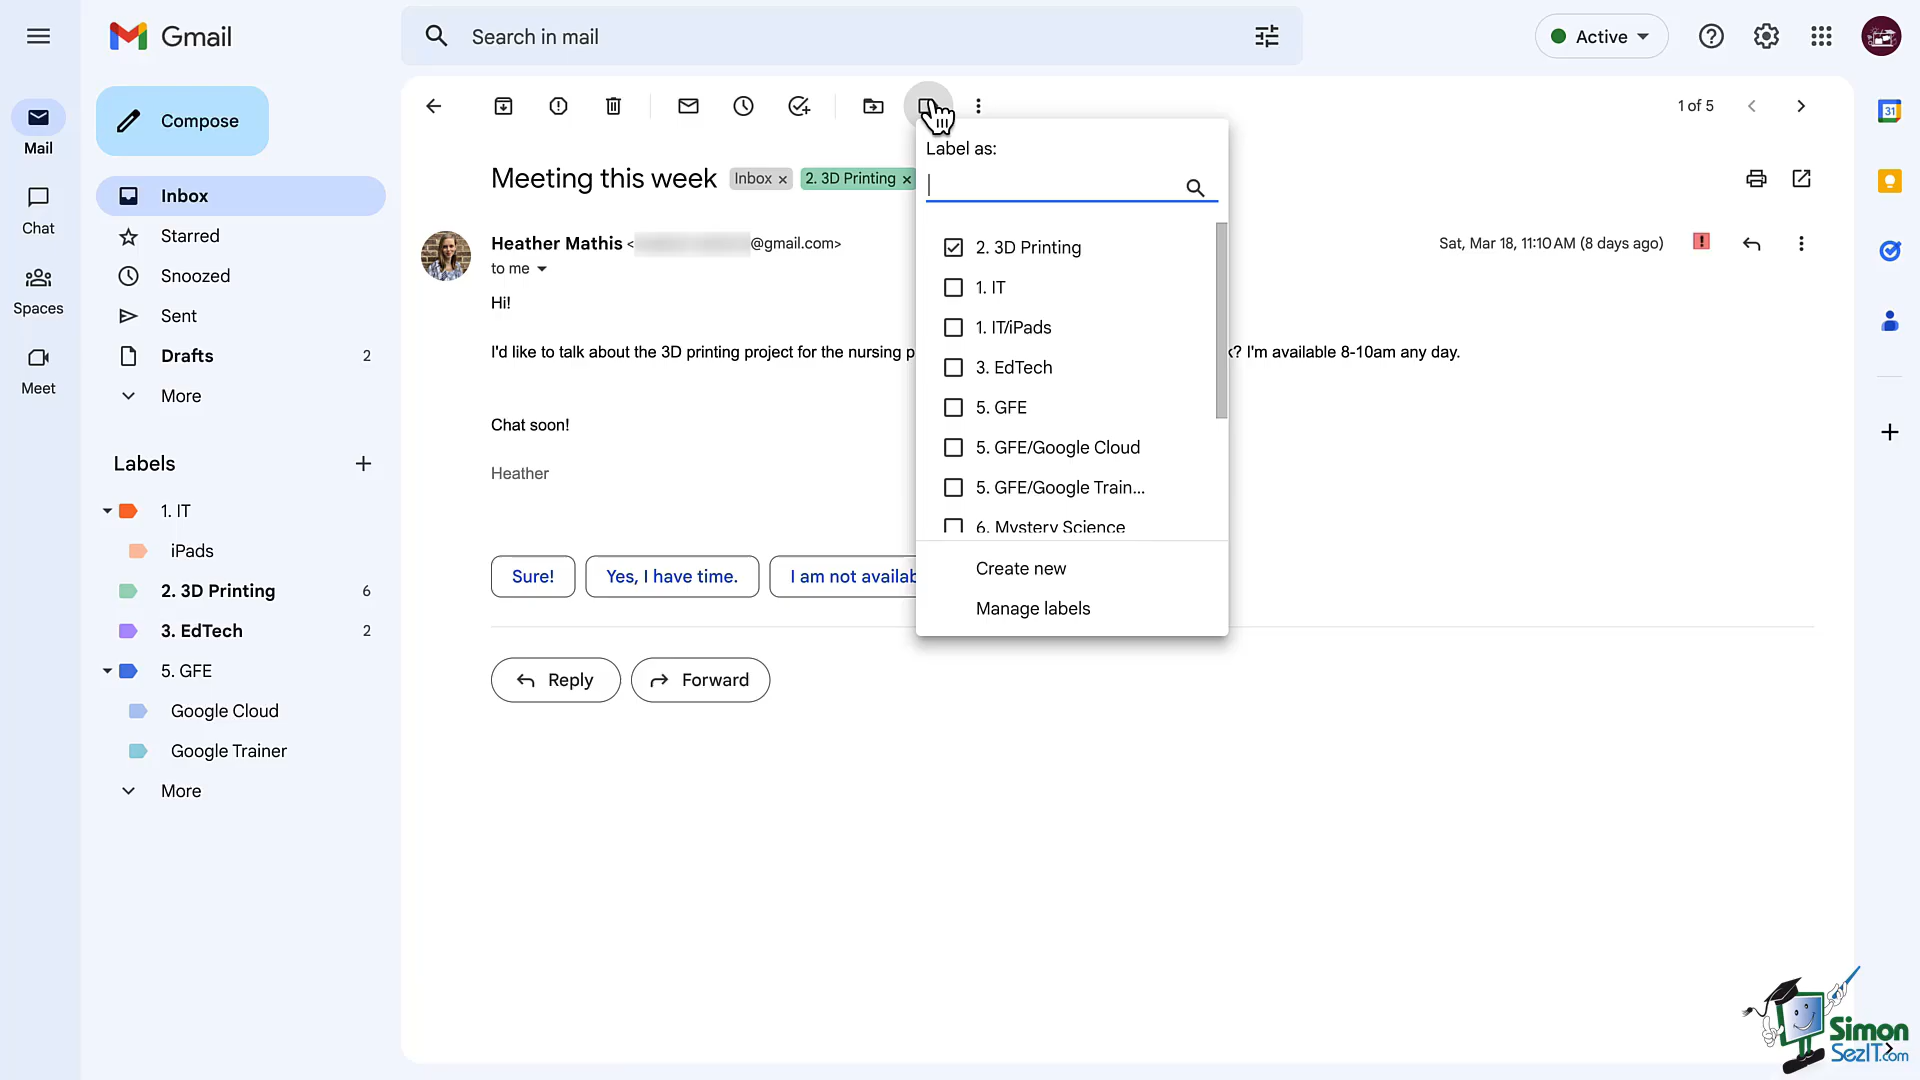 Gmail
Search in mail
Active
Mail
Compose
1 of 5
31
Label as:
Meeting this week
Inbox ×
2. 3D Printing ×
Inbox
Chat
Starred
Heather Mathis <
@gmail.com>
Sat, Mar 18, 11:10 AM (8 days ago)
2. 3D Printing
to me
Snoozed
1. IT
Hi!
Spaces
Sent
1. IT/iPads
I'd like to talk about the 3D printing project for the nursing p
? I'm available 8-10am any day.
Drafts 2
3. EdTech
Meet
More
5. GFE
Chat soon!
5. GFE/Google Cloud
Labels
Heather
5. GFE/Google Train...
1. IT
6. Mystery Science
iPads
Create new
Sure!
Yes, I have time.
I am not availab
2. 3D Printing 6
Manage labels
3. EdTech 2
5. GFE
Reply
Forward
Google Cloud
Google Trainer
More
Simon
SezIT.com